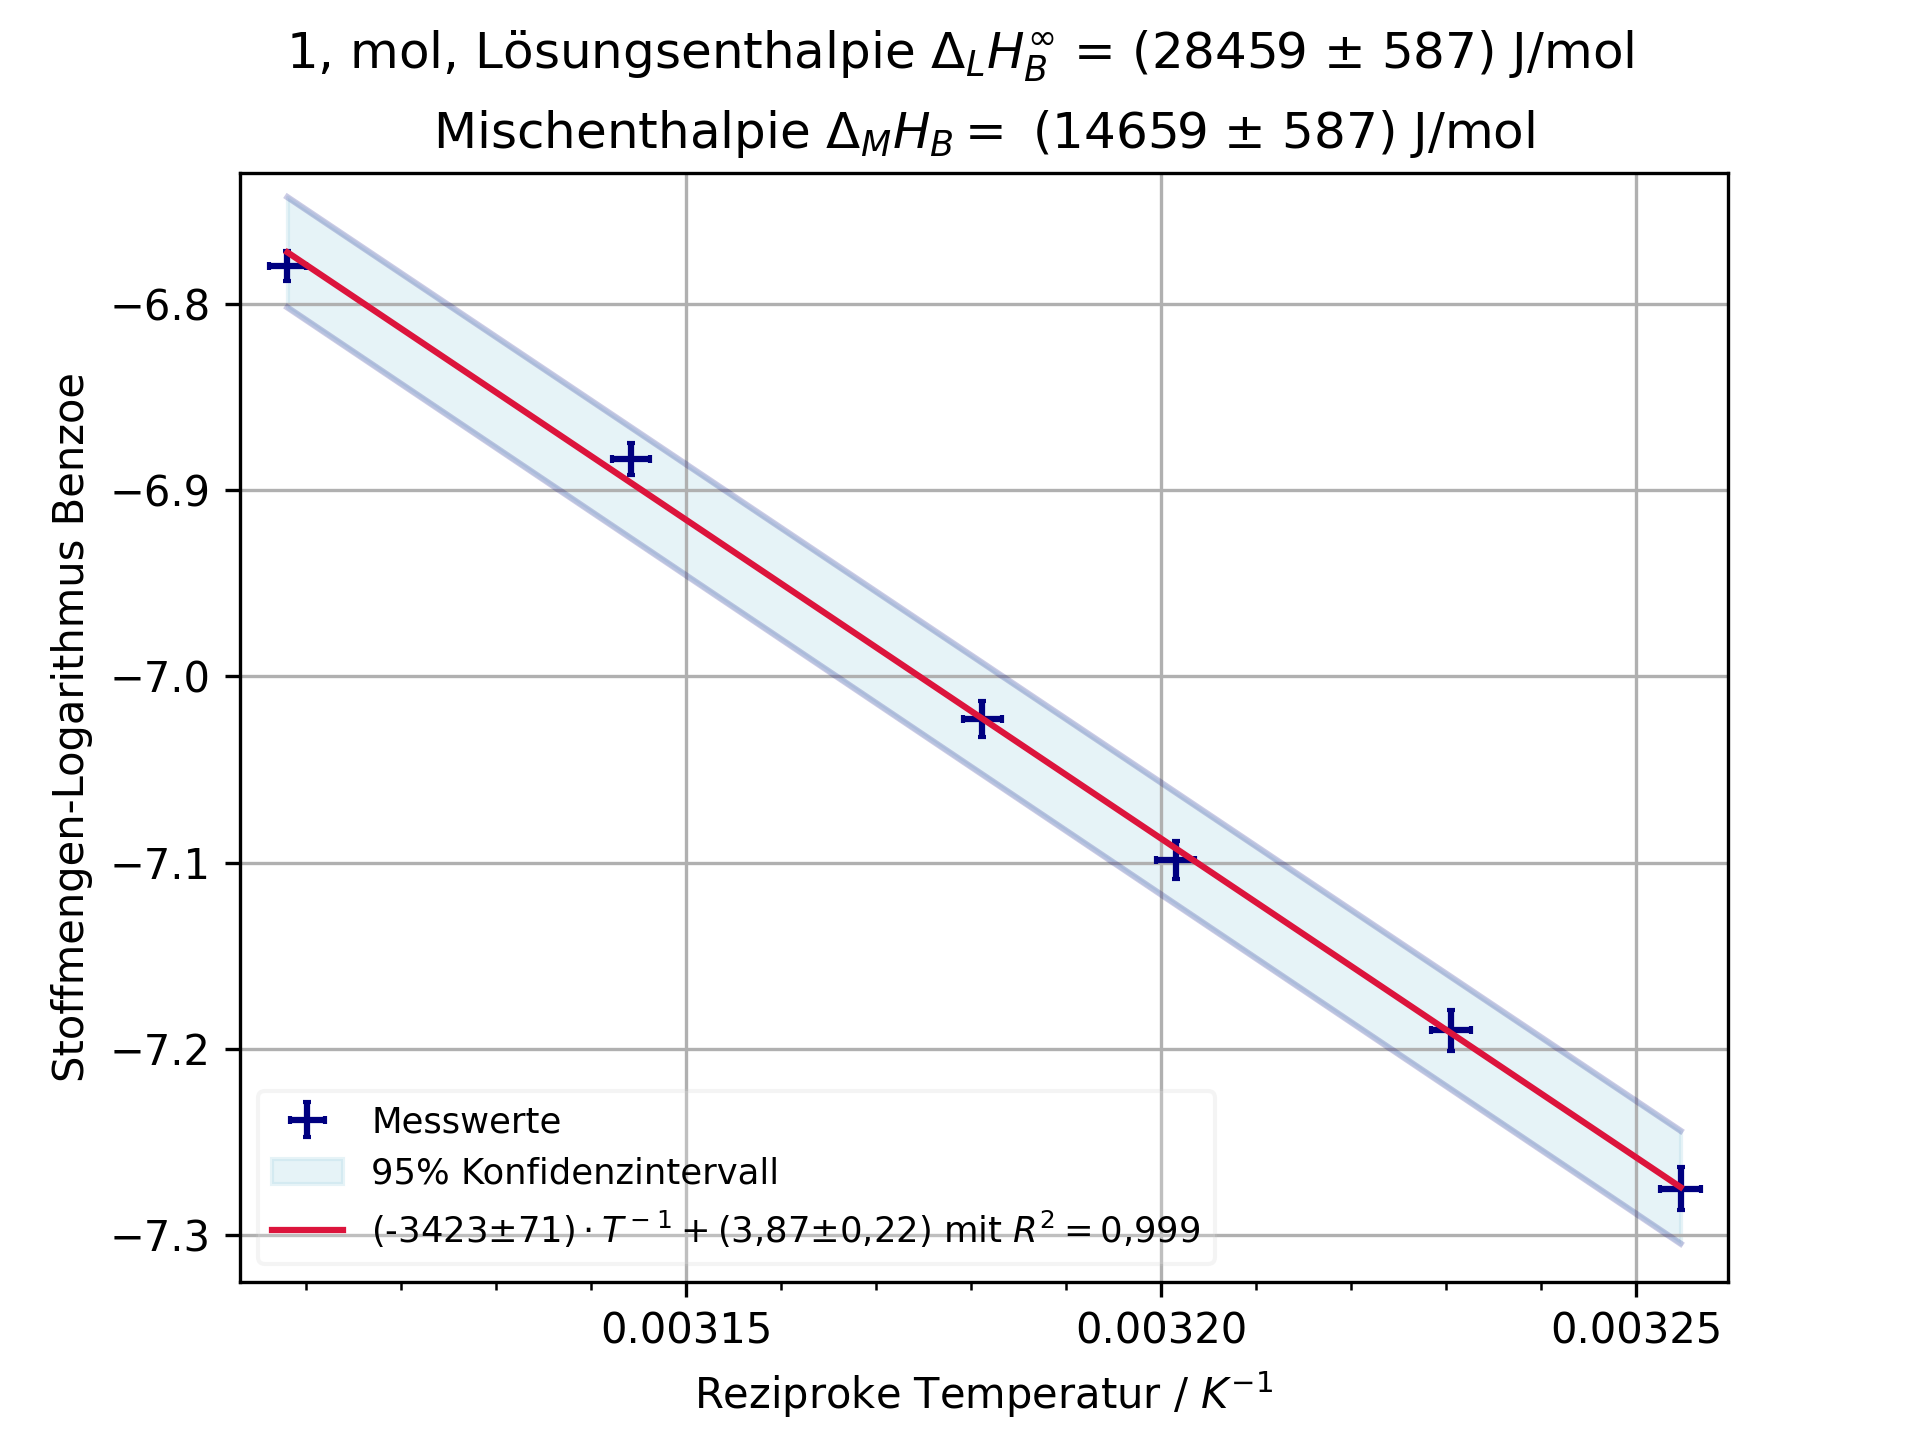 1, mol, Lösungsenthalpie Δ_L H_B^∞ = (28459 ± 587) J/mol
Mischenthalpie Δ_M H_B = (14659 ± 587) J/mol
Stoffmengen-Logarithmus Benzoe
−6.8
−6.9
−7.0
−7.1
−7.2
−7.3
Messwerte
95% Konfidenzintervall
(-3423±71) · T^−1 + (3,87±0,22) mit R^2 = 0,999
0.00315 0.00320 0.00325
Reziproke Temperatur / K^−1